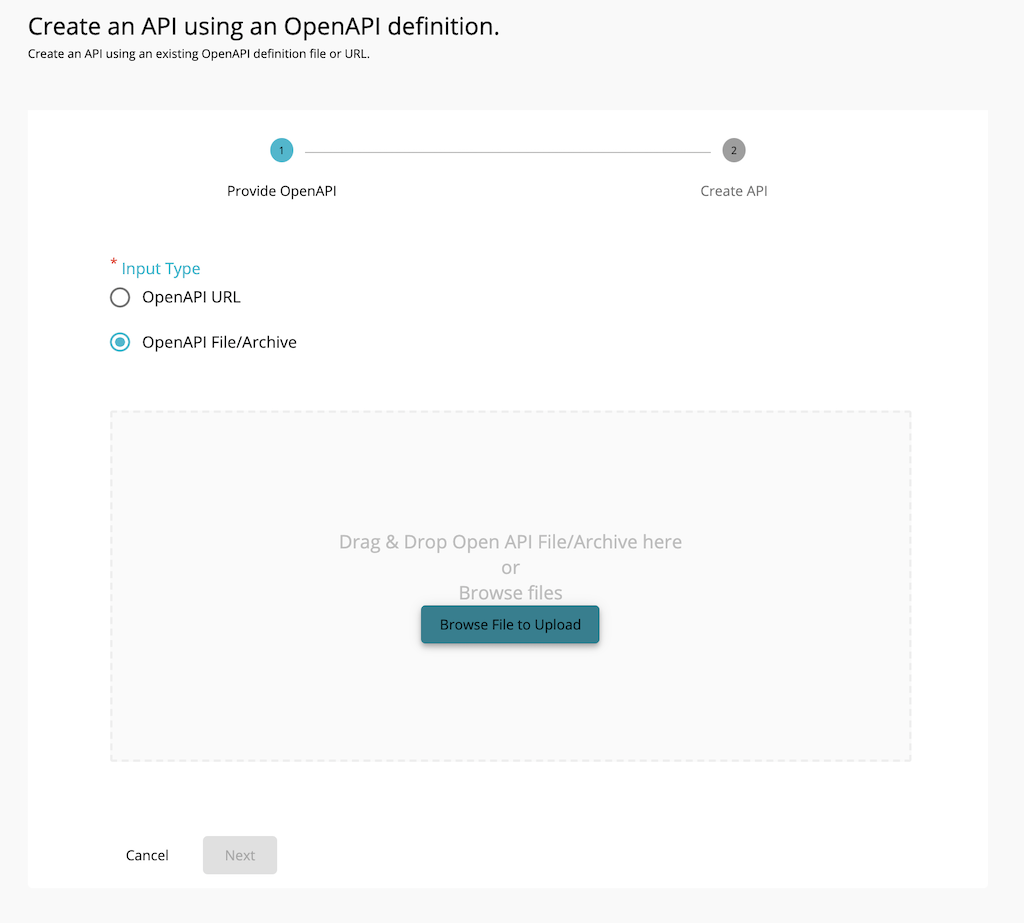 Create an API using an OpenAPI definition.
Create an API using an existing OpenAPI definition file or URL.
1
2
Provide OpenAPI
Create API
* Input Type
OpenAPI URL
OpenAPI File/Archive
Drag & Drop Open API File/Archive here
or
Browse files
Browse File to Upload
Cancel
Next